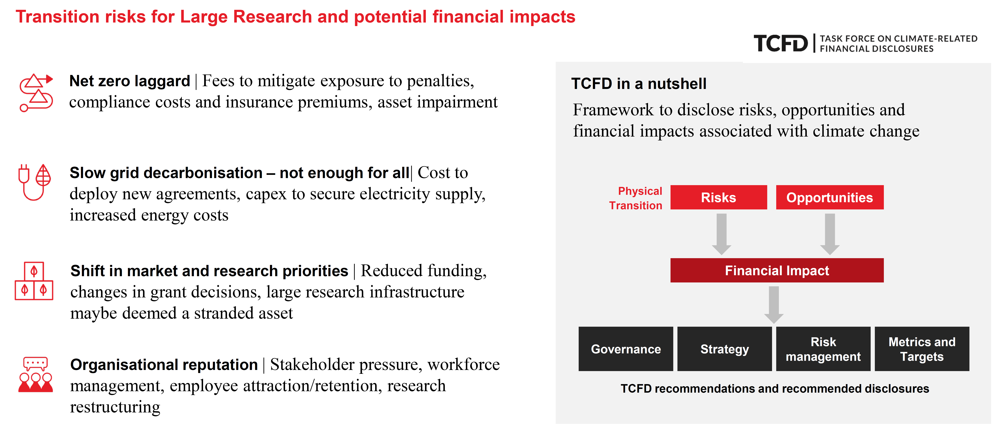 Transition risks for Large Research and potential financial impacts
TCFD | TASK FORCE ON CLIMATE-RELATED
FINANCIAL DISCLOSURES
Net zero laggard | Fees to mitigate exposure to penalties,
compliance costs and insurance premiums, asset impairment
Slow grid decarbonisation – not enough for all| Cost to
deploy new agreements, capex to secure electricity supply,
increased energy costs
Shift in market and research priorities | Reduced funding,
changes in grant decisions, large research infrastructure
maybe deemed a stranded asset
Organisational reputation | Stakeholder pressure, workforce
management, employee attraction/retention, research
restructuring
TCFD in a nutshell
Framework to disclose risks, opportunities and
financial impacts associated with climate change
Physical
Transition
Risks
Opportunities
Financial Impact
Governance
Strategy
Risk
management
Metrics and
Targets
TCFD recommendations and recommended disclosures